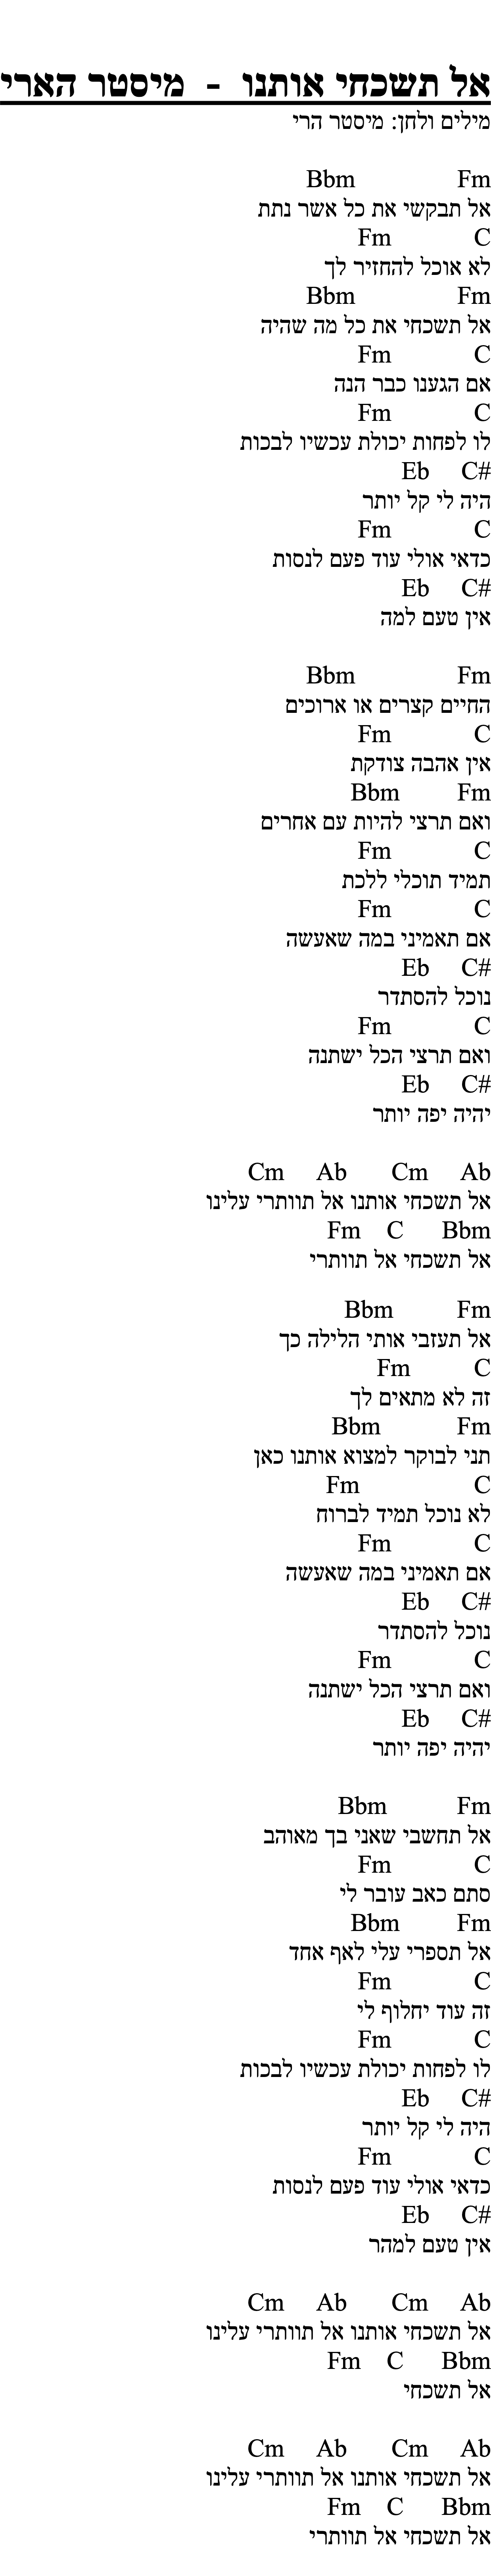 אל תשכחי אותנו - מיסטר הארי
מילים ולחן: מיסטר הרי
Bbm Fm
אל תבקשי את כל אשר נתת
Fm C
לא אוכל להחזיר לך
Bbm Fm
אל תשכחי את כל מה שהיה
Fm C
אם הגענו כבר הנה
Fm C
לו לפחות יכולת עכשיו לבכות
Eb C#
היה לי קל יותר
Fm C
כדאי אולי עוד פעם לנסות
Eb C#
אין טעם למה
Bbm Fm
החיים קצרים או ארוכים
Fm C
אין אהבה צודקת
Bbm Fm
ואם תרצי להיות עם אחרים
Fm C
תמיד תוכלי ללכת
Fm C
אם תאמיני במה שאעשה
Eb C#
נוכל להסתדר
Fm C
ואם תרצי הכל ישתנה
Eb C#
יהיה יפה יותר
Cm Ab Cm Ab
אל תשכחי אותנו אל תוותרי עלינו
Fm C Bbm
אל תשכחי אל תוותרי
Bbm Fm
אל תעזבי אותי הלילה כך
Fm C
זה לא מתאים לך
Bbm Fm
תני לבוקר למצוא אותנו כאן
Fm C
לא נוכל תמיד לברוח
Fm C
אם תאמיני במה שאעשה
Eb C#
נוכל להסתדר
Fm C
ואם תרצי הכל ישתנה
Eb C#
יהיה יפה יותר
Bbm Fm
אל תחשבי שאני בך מאוהב
Fm C
סתם כאב עובר לי
Bbm Fm
אל תספרי עלי לאף אחד
Fm C
זה עוד יחלוף לי
Fm C
לו לפחות יכולת עכשיו לבכות
Eb C#
היה לי קל יותר
Fm C
כדאי אולי עוד פעם לנסות
Eb C#
אין טעם למהר
Cm Ab Cm Ab
אל תשכחי אותנו אל תוותרי עלינו
Fm C Bbm
אל תשכחי
Cm Ab Cm Ab
אל תשכחי אותנו אל תוותרי עלינו
Fm C Bbm
אל תשכחי אל תוותרי